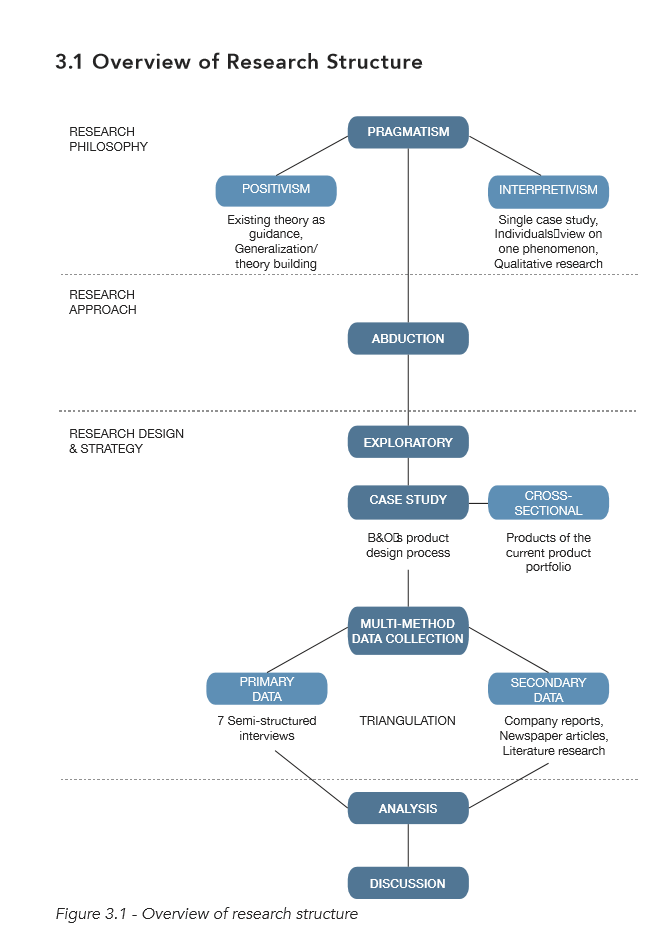 3.1 Overview of Research Structure
RESEARCH
PHILOSOPHY
PRAGMATISM
POSITIVISM
Existing theory as
guidance,
Generalization/
theory building
INTERPRETIVISM
Single case study,
Individuals▯view on
one phenomenon,
Qualitative research
RESEARCH
APPROACH
ABDUCTION
RESEARCH DESIGN
& STRATEGY
EXPLORATORY
CASE STUDY
B&O▯s product
design process
CROSS-
SECTIONAL
Products of the
current product
portfolio
MULTI-METHOD
DATA COLLECTION
PRIMARY
DATA
7 Semi-structured
interviews
TRIANGULATION
SECONDARY
DATA
Company reports,
Newspaper articles,
Literature research
ANALYSIS
DISCUSSION
Figure 3.1 - Overview of research structure